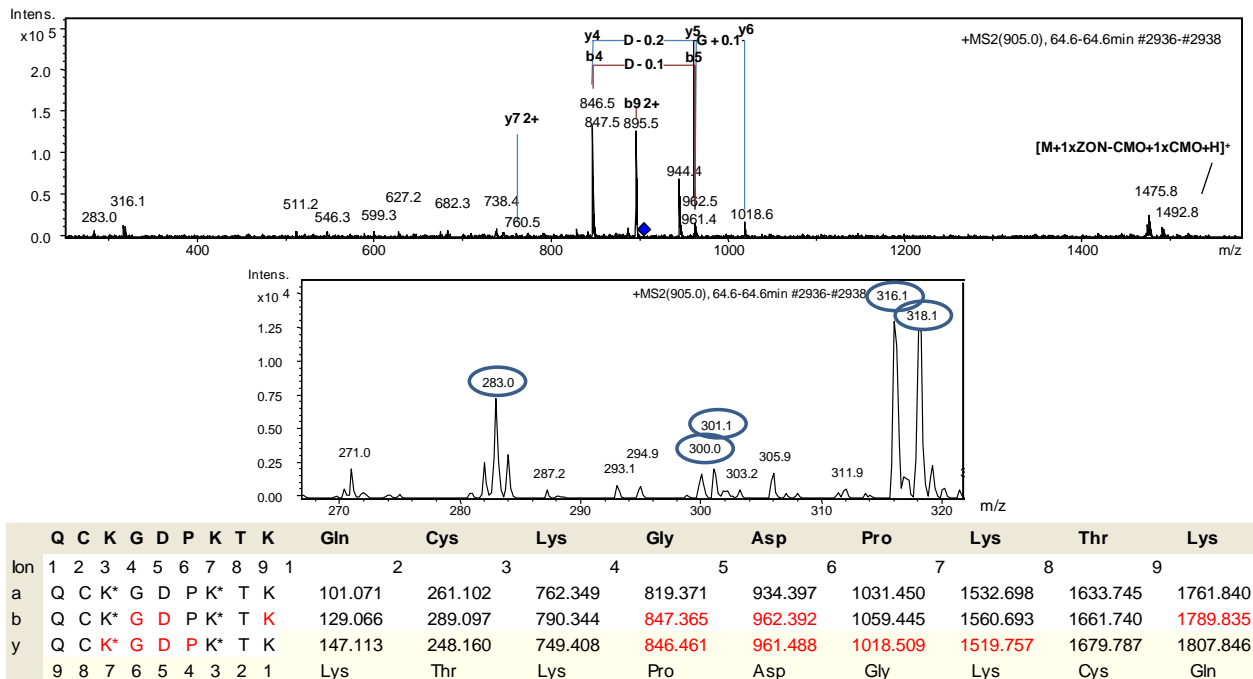 Intens.
x10 5
+MS2(905.0), 64.6-64.6min #2936-#2938
y4 D - 0.2 y5 G + 0.1 y6
b4 D - 0.1 b5
2.0
1.5
1.0
0.5
0.0
846.5
847.5
b9 2+
895.5
y7 2+
944.4
962.5
961.4
1018.6
[M+1xZON-CMO+1xCMO+H]+
1475.8
1492.8
283.0
316.1
511.2
546.3
599.3
627.2
682.3
738.4
760.5
400 600 800 1000 1200 1400 m/z
Intens.
x10 4
+MS2(905.0), 64.6-64.6min #2936-#2938
1.25
1.00
0.75
0.50
0.25
0.00
271.0
283.0
287.2
293.1
294.9
300.0
301.1
303.2
305.9
311.9
316.1
318.1
270 280 290 300 310 320 m/z
Q C K G D P K T K Gln Cys Lys Gly Asp Pro Lys Thr Lys
Ion 1 2 3 4 5 6 7 8 9 1 2 3 4 5 6 7 8 9
a Q C K* G D P K* T K 101.071 261.102 762.349 819.371 934.397 1031.450 1532.698 1633.745 1761.840
b Q C K* G D P K* T K 129.066 289.097 790.344 847.365 962.392 1059.445 1560.693 1661.740 1789.835
y Q C K* G D P K* T K 147.113 248.160 749.408 846.461 961.488 1018.509 1519.757 1679.787 1807.846
9 8 7 6 5 4 3 2 1 Lys Thr Lys Pro Asp Gly Lys Cys Gln